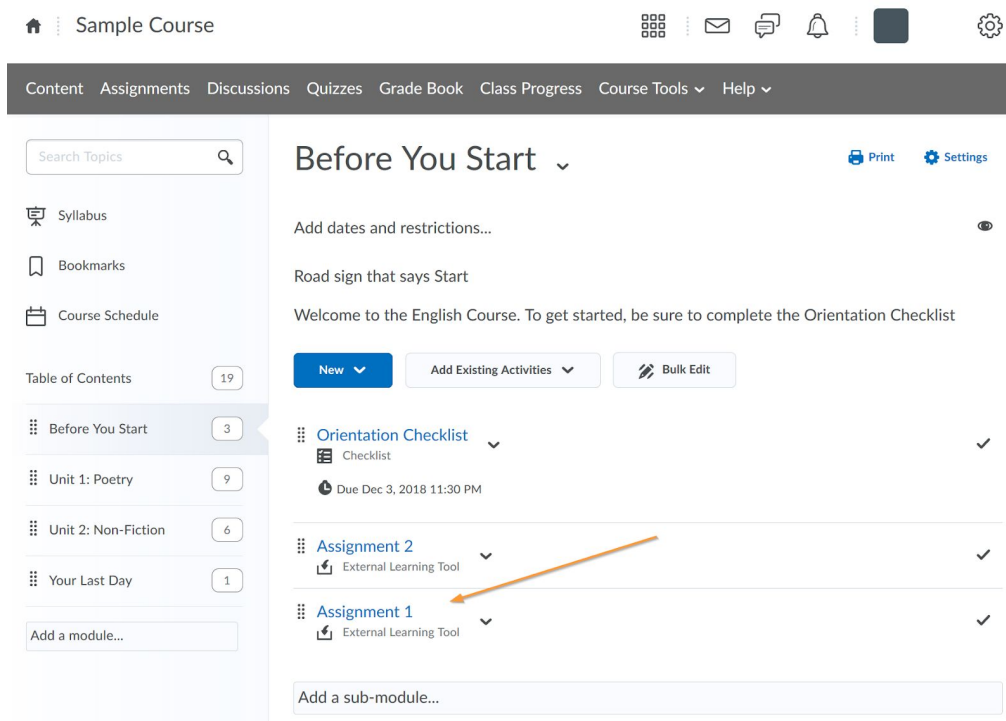 Sample Course
Content Assignments Discussions Quizzes Grade Book Class Progress Course Tools Help
Search Topics
Syllabus
Bookmarks
Course Schedule
Table of Contents 19
Before You Start 3
Unit 1: Poetry 9
Unit 2: Non-Fiction 6
Your Last Day 1
Add a module...
Before You Start
Print Settings
Add dates and restrictions...
Road sign that says Start
Welcome to the English Course. To get started, be sure to complete the Orientation Checklist
New Add Existing Activities Bulk Edit
Orientation Checklist
Checklist
Due Dec 3, 2018 11:30 PM
Assignment 2
External Learning Tool
Assignment 1
External Learning Tool
Add a sub-module...